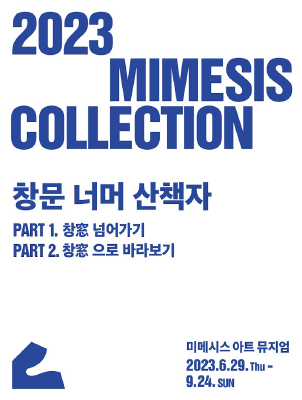 2023
MIMESIS
COLLECTION
창문 너머 산책자
PART 1. 창窓 넘어가기
PART 2. 창窓 으로 바라보기
미메시스 아트 뮤지엄
2023.6.29.Thu -
9.24. SUN